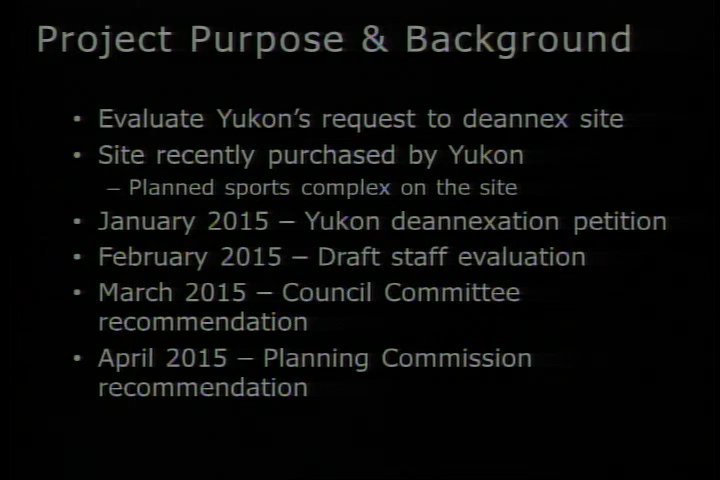 Project Purpose & Background
• Evaluate Yukon's request to deannex site
• Site recently purchased by Yukon
– Planned sports complex on the site
• January 2015 – Yukon deannexation petition
• February 2015 – Draft staff evaluation
• March 2015 – Council Committee
recommendation
• April 2015 – Planning Commission
recommendation